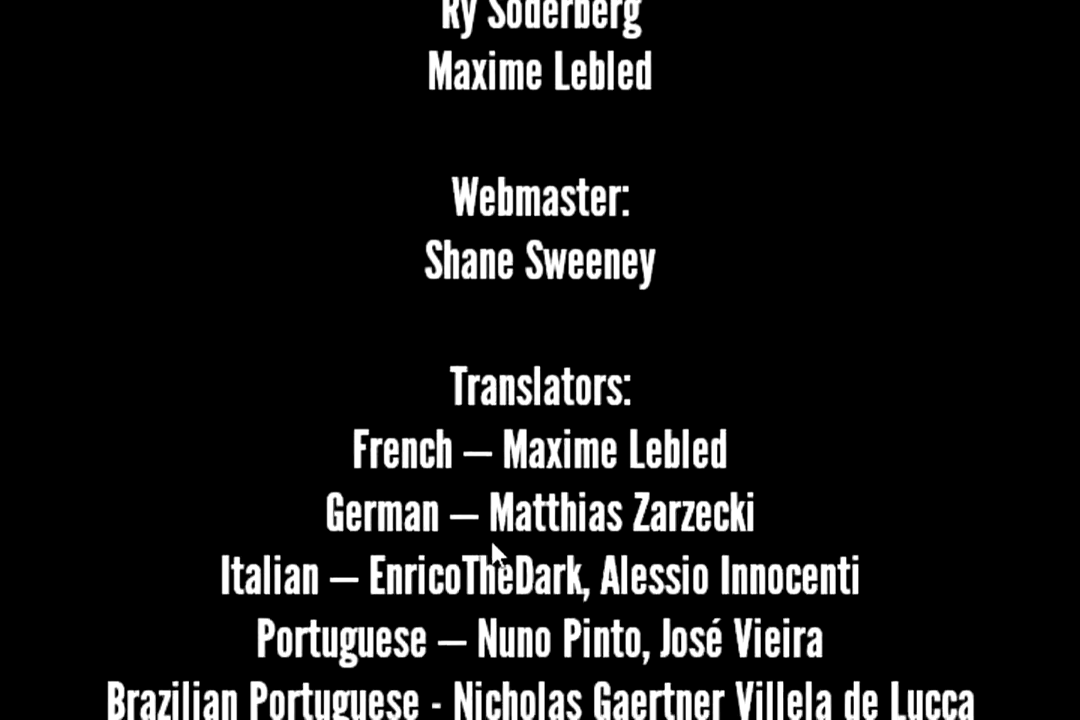 Ry Soderberg
Maxime Lebled
Webmaster:
Shane Sweeney
Translators:
French — Maxime Lebled
German — Matthias Zarzecki
Italian — EnricoTheDark, Alessio Innocenti
Portuguese — Nuno Pinto, José Vieira
Brazilian Portuguese - Nicholas Gaertner Villela de Lucca